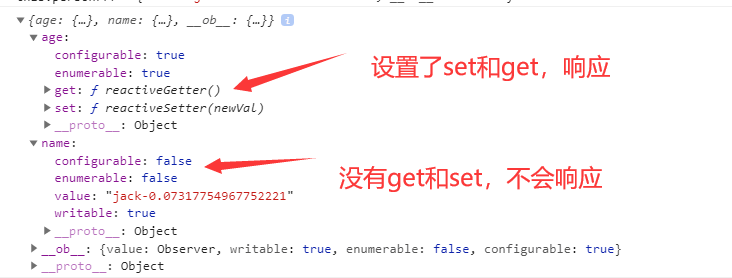 {age: {…}, name: {…}, __ob__: {…}}
age:
configurable: true
enumerable: true
get: ƒ reactiveGetter()
set: ƒ reactiveSetter(newVal)
__proto__: Object
设置了set和get，响应
name:
configurable: false
enumerable: false
value: "jack-0.07317754967752221"
writable: true
__proto__: Object
没有get和set，不会响应
__ob__: {value: Observer, writable: true, enumerable: false, configurable: true}
__proto__: Object